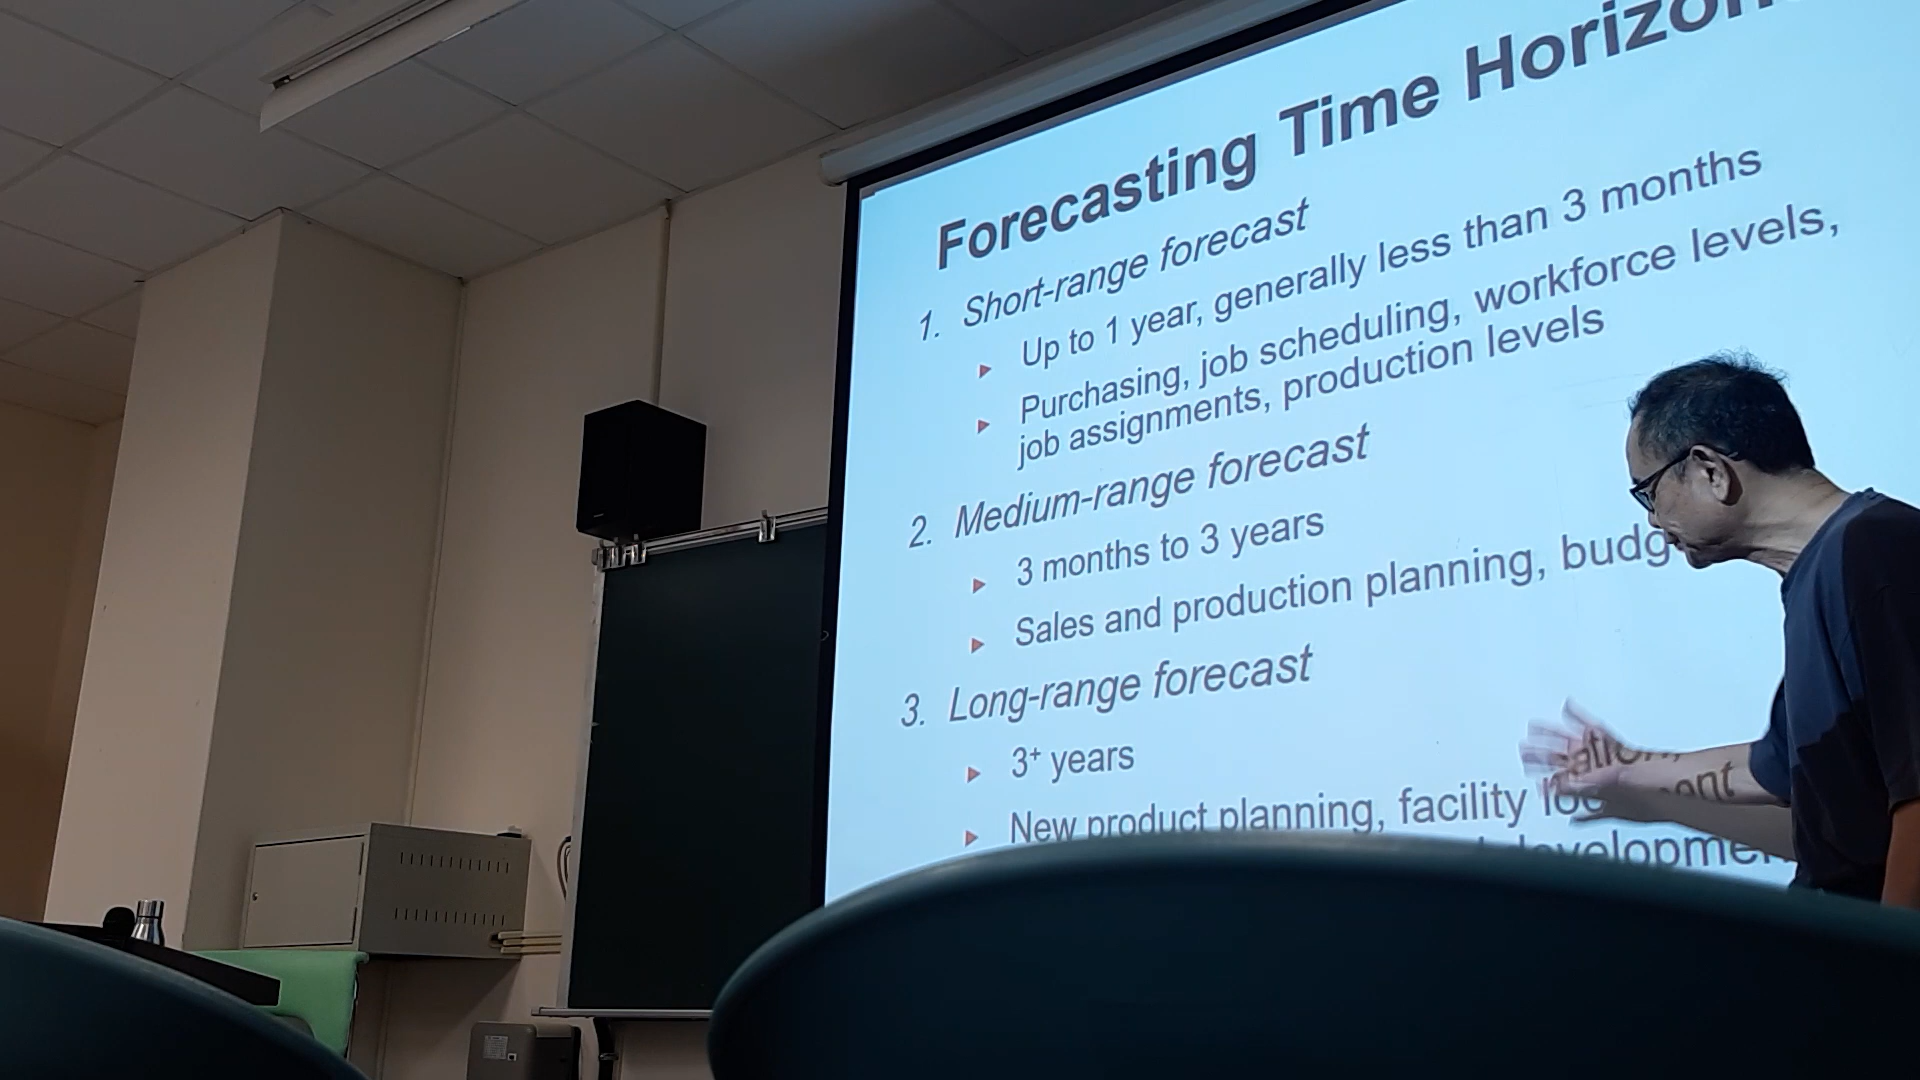 Forecasting Time Horizon
1. Short-range forecast
Up to 1 year, generally less than 3 months
Purchasing, job scheduling, workforce levels,
job assignments, production levels
2. Medium-range forecast
3 months to 3 years
Sales and production planning, budg
3. Long-range forecast
3+ years
New product planning, facility